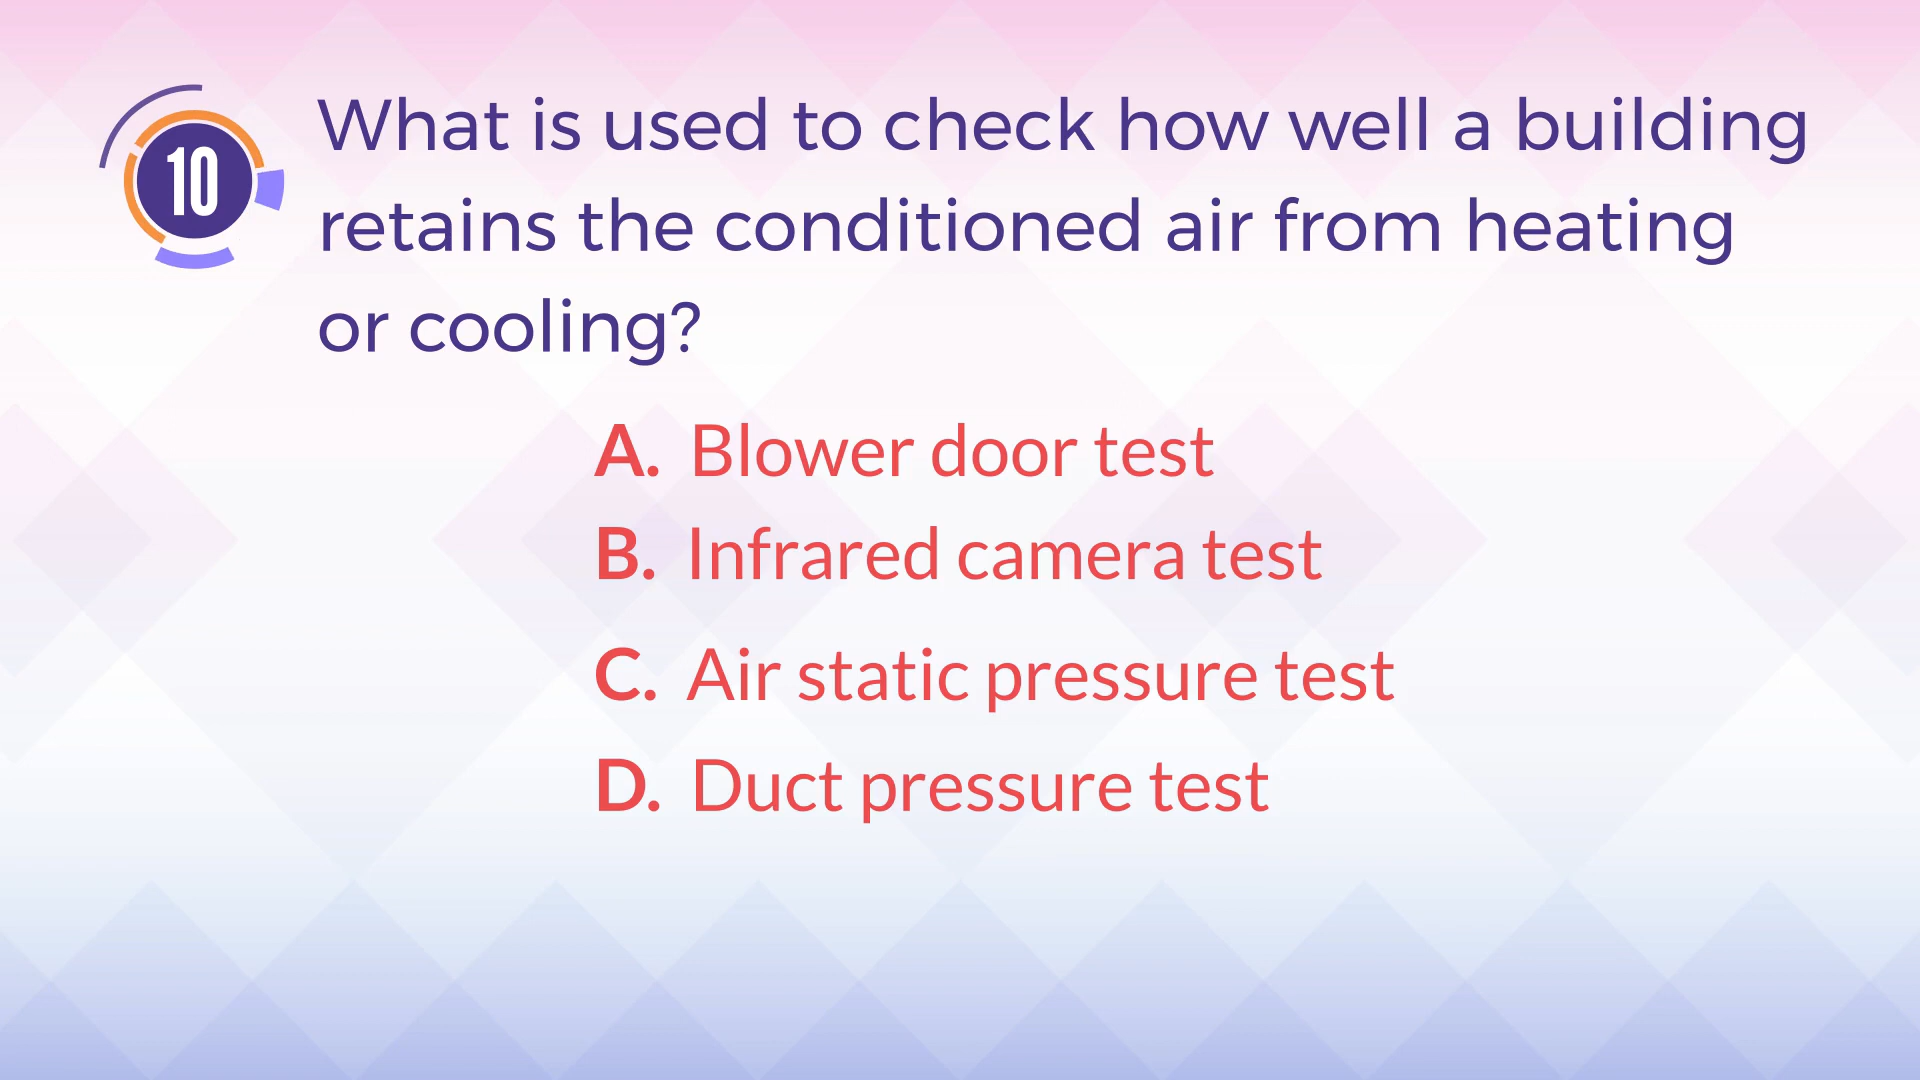 10
What is used to check how well a building
retains the conditioned air from heating
or cooling?
A. Blower door test
B. Infrared camera test
C. Air static pressure test
D. Duct pressure test